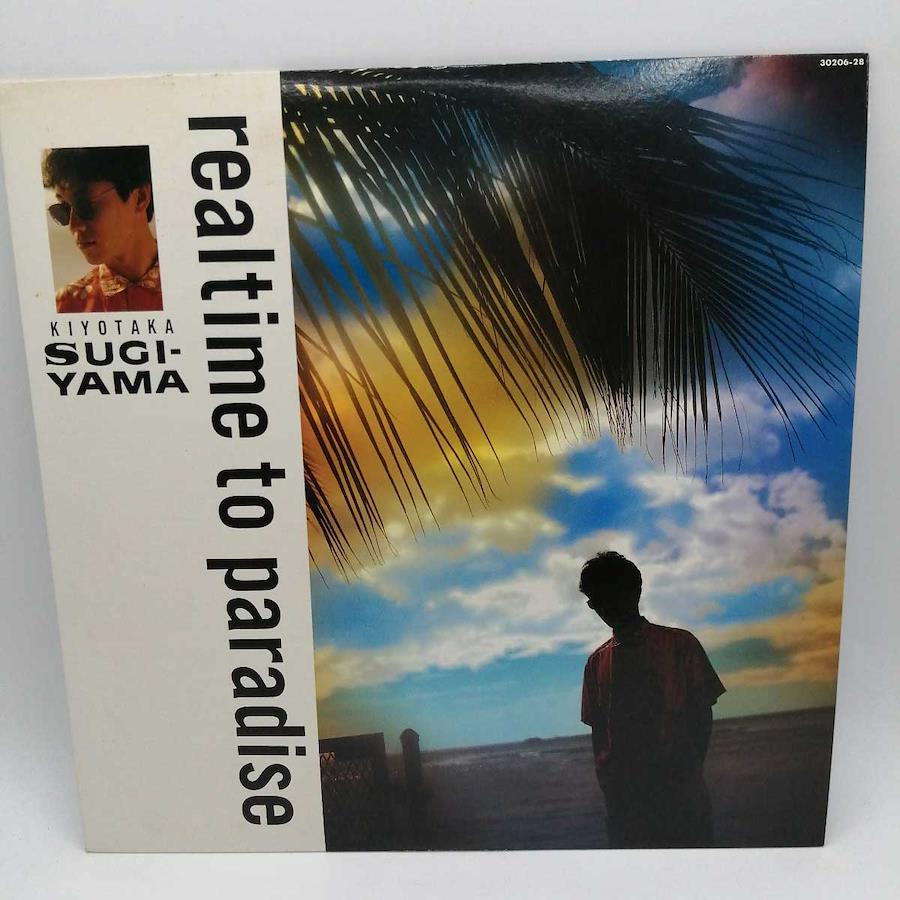 30206-28
KIYOTAKA
SUGI-
YAMA
realtime to paradise